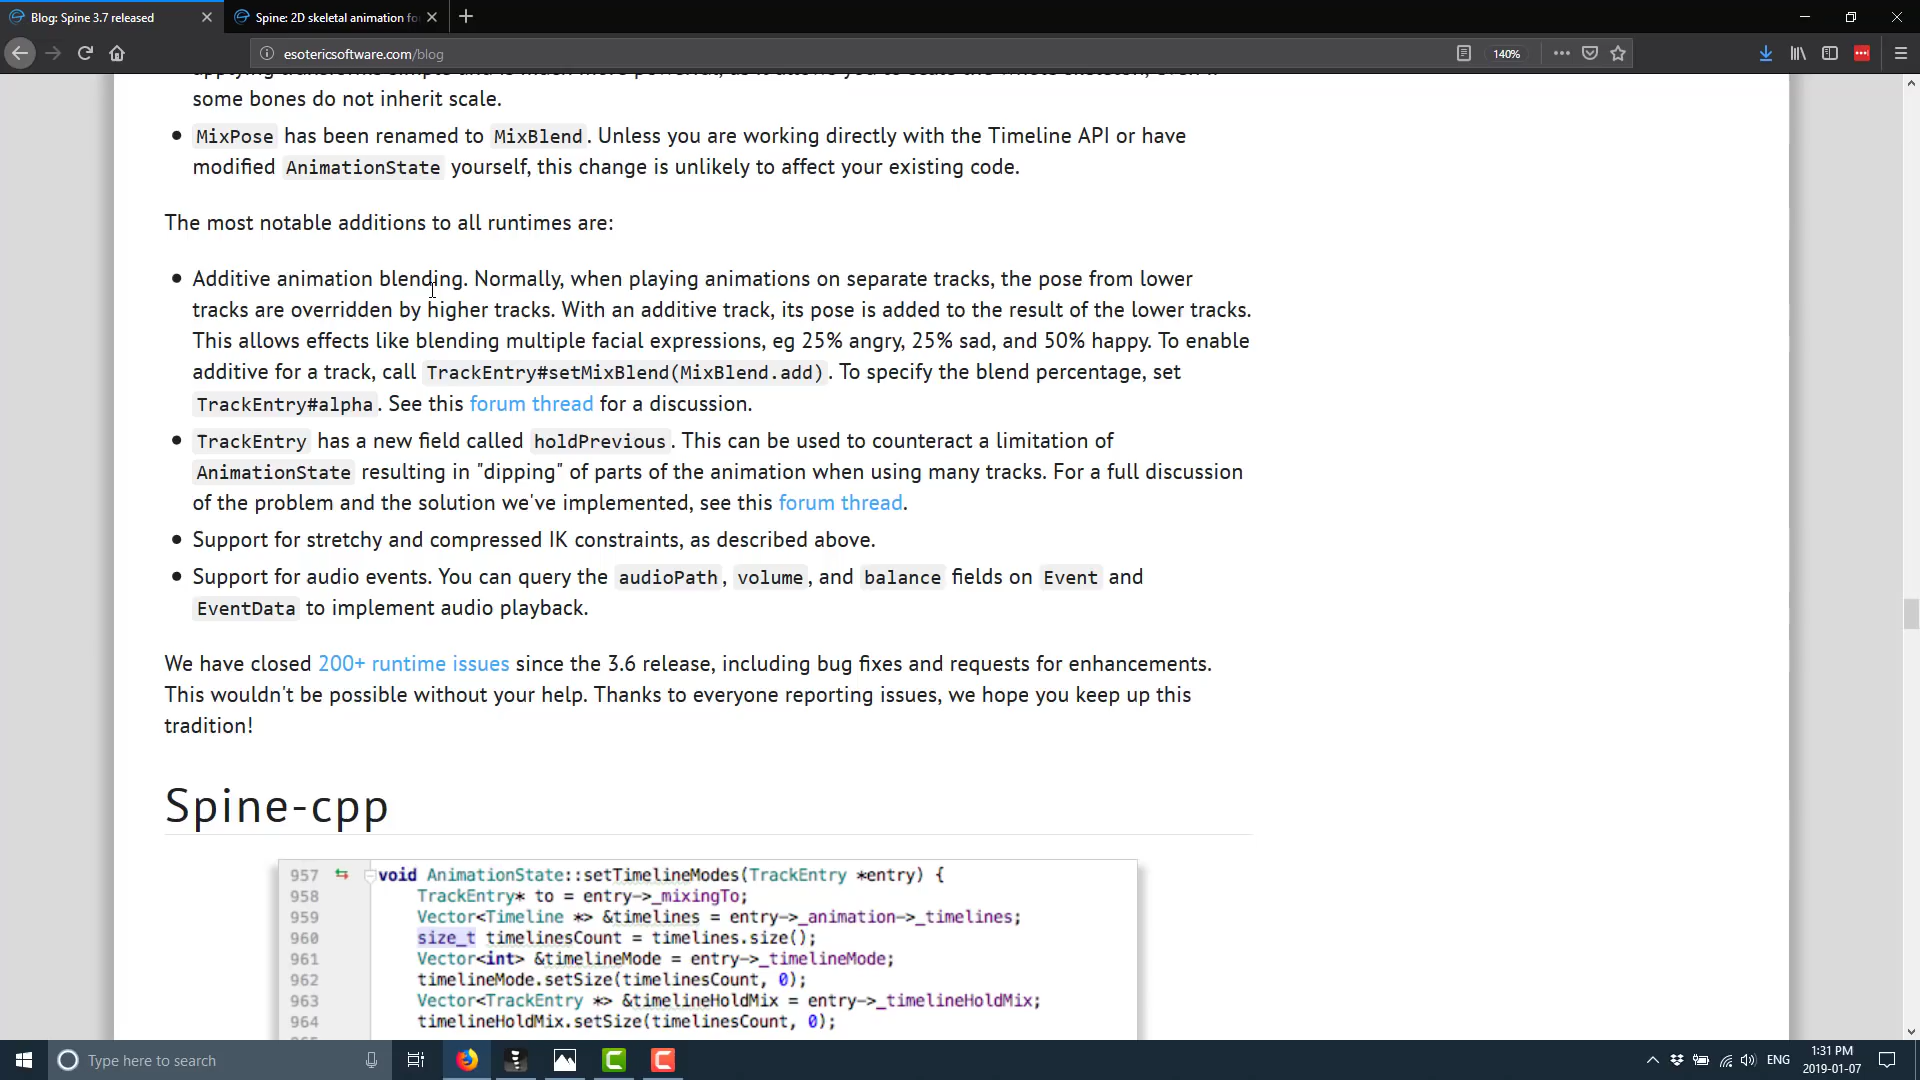 Blog: Spine 3.7 released
Spine: 2D skeletal animation fo
esotericsoftware.com/blog
140%
some bones do not inherit scale.
MixPose has been renamed to MixBlend. Unless you are working directly with the Timeline API or have
modified AnimationState yourself, this change is unlikely to affect your existing code.
The most notable additions to all runtimes are:
Additive animation blending. Normally, when playing animations on separate tracks, the pose from lower
tracks are overridden by higher tracks. With an additive track, its pose is added to the result of the lower tracks.
This allows effects like blending multiple facial expressions, eg 25% angry, 25% sad, and 50% happy. To enable
additive for a track, call TrackEntry#setMixBlend(MixBlend.add). To specify the blend percentage, set
TrackEntry#alpha. See this forum thread for a discussion.
TrackEntry has a new field called holdPrevious. This can be used to counteract a limitation of
AnimationState resulting in "dipping" of parts of the animation when using many tracks. For a full discussion
of the problem and the solution we've implemented, see this forum thread.
Support for stretchy and compressed IK constraints, as described above.
Support for audio events. You can query the audioPath, volume, and balance fields on Event and
EventData to implement audio playback.
We have closed 200+ runtime issues since the 3.6 release, including bug fixes and requests for enhancements.
This wouldn't be possible without your help. Thanks to everyone reporting issues, we hope you keep up this
tradition!
Spine-cpp
957 void AnimationState::setTimelineModes(TrackEntry *entry) {
958 TrackEntry* to = entry->_mixingTo;
959 Vector<Timeline *> &timelines = entry->_animation->_timelines;
960 size_t timelinesCount = timelines.size();
961 Vector<int> &timelineMode = entry->_timelineMode;
962 timelineMode.setSize(timelinesCount, 0);
963 Vector<TrackEntry *> &timelineHoldMix = entry->_timelineHoldMix;
964 timelineHoldMix.setSize(timelinesCount, 0);
Type here to search
ENG
1:31 PM
2019-01-07